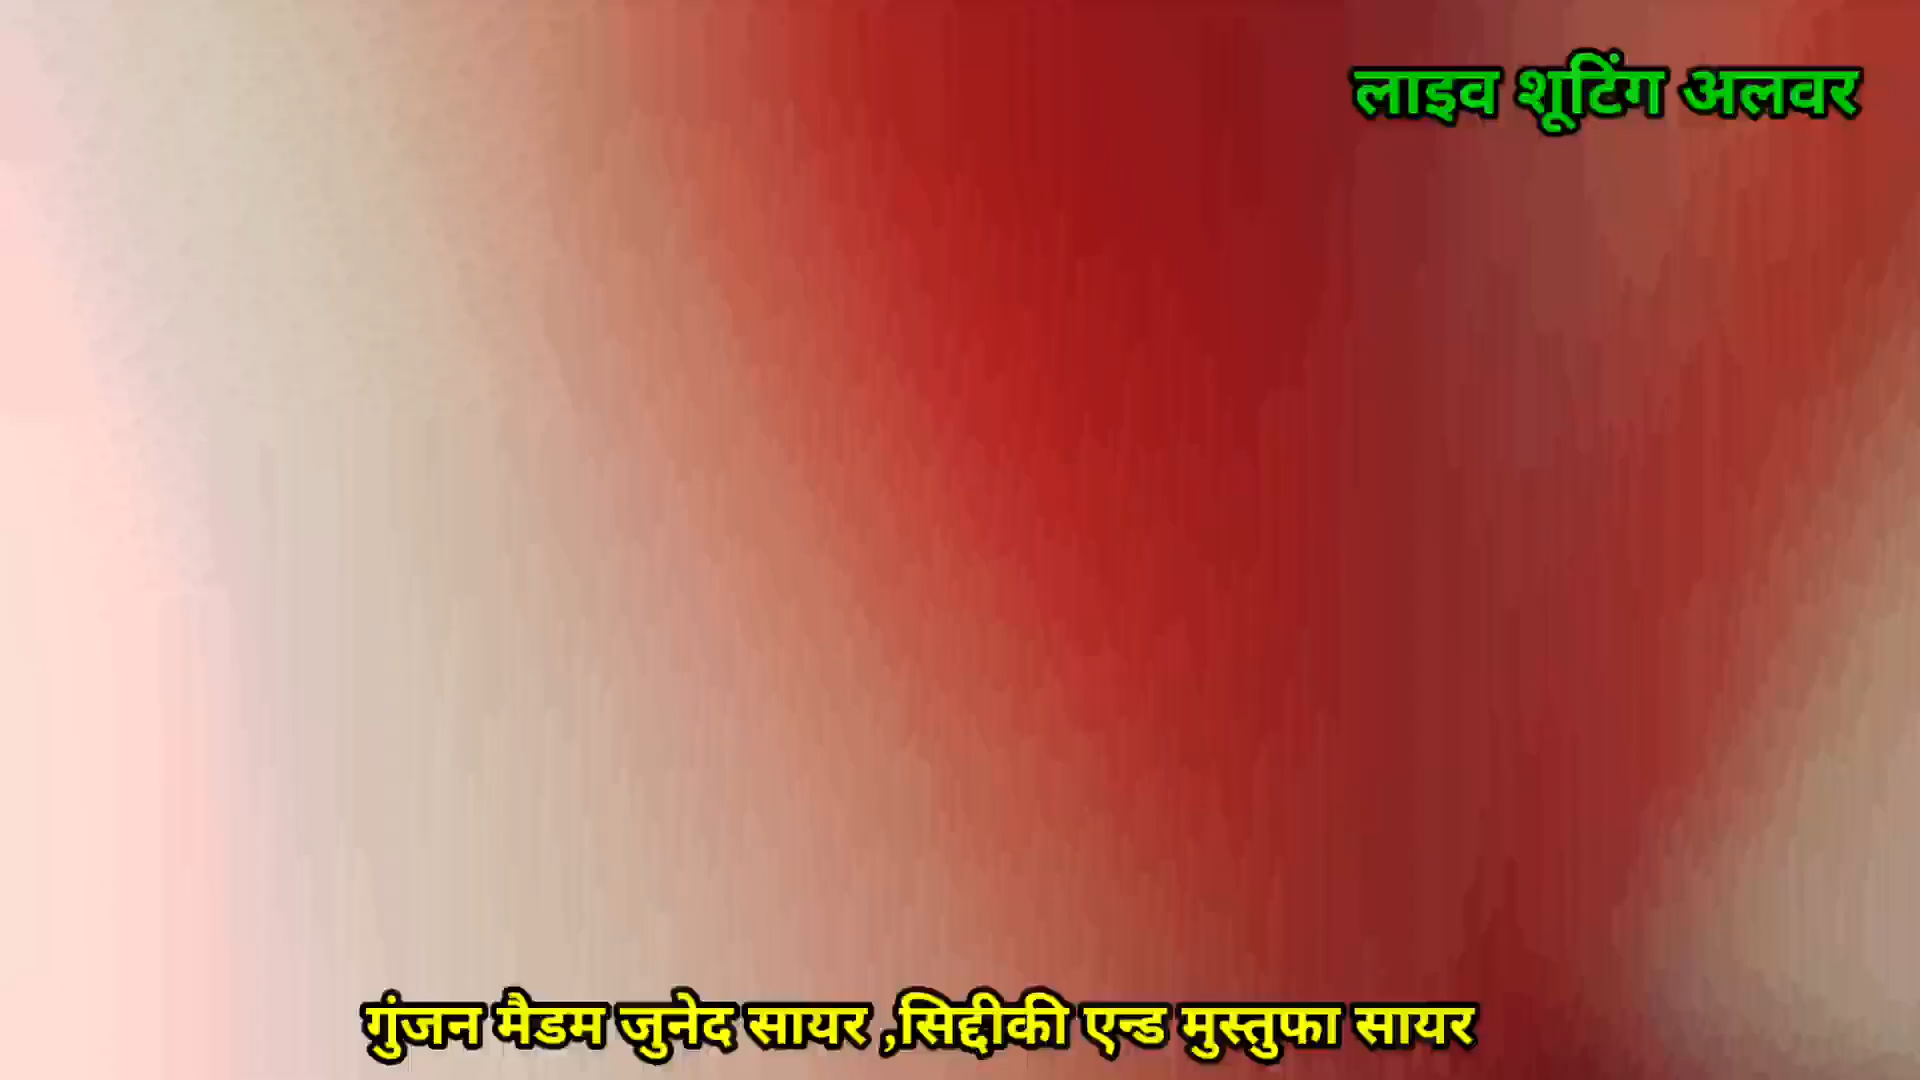 लाइव शूटिंग अलवर
गुंजन मैडम जुनेद सायर ,सिद्दीकी एन्ड मुस्तुफा सायर